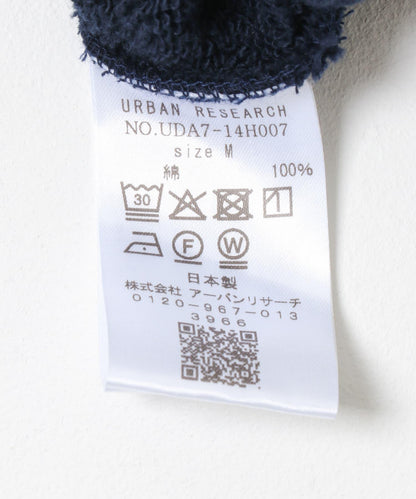 URBAN RESEARCH
NO.UDA7-14H007
size M
綿 100%
30
F W
日本製
株式会社 アーバンリサーチ
0120-967-013
3966